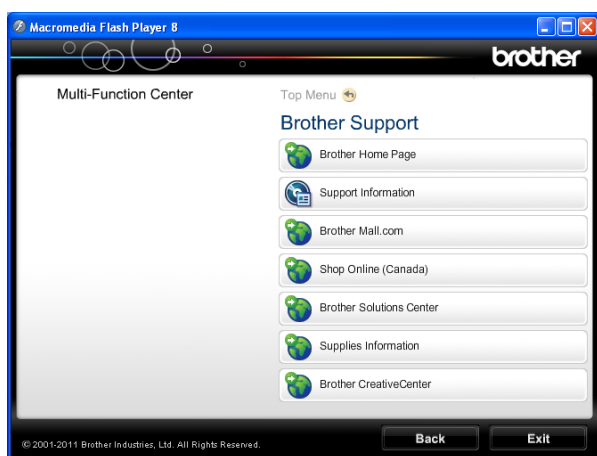 Macromedia Flash Player 8
brother
Multi-Function Center
Top Menu
Brother Support
Brother Home Page
Support Information
Brother Mall.com
Shop Online (Canada)
Brother Solutions Center
Supplies Information
Brother CreativeCenter
© 2001-2011 Brother Industries, Ltd. All Rights Reserved.
Back
Exit